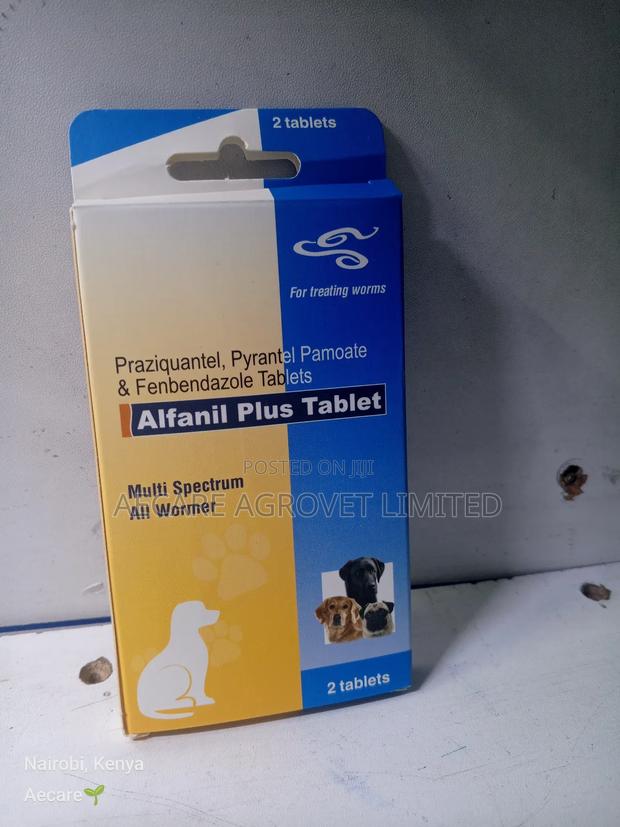 2 tablets
For treating worms
Praziquantel, Pyrantel Pamoate
& Fenbendazole Tablets
Alfanil Plus Tablet
POSTED ON JIJI
AECARE AGROVET LIMITED
Multi Spectrum
All Wormer
2 tablets
Nairobi, Kenya
Aecare🌱